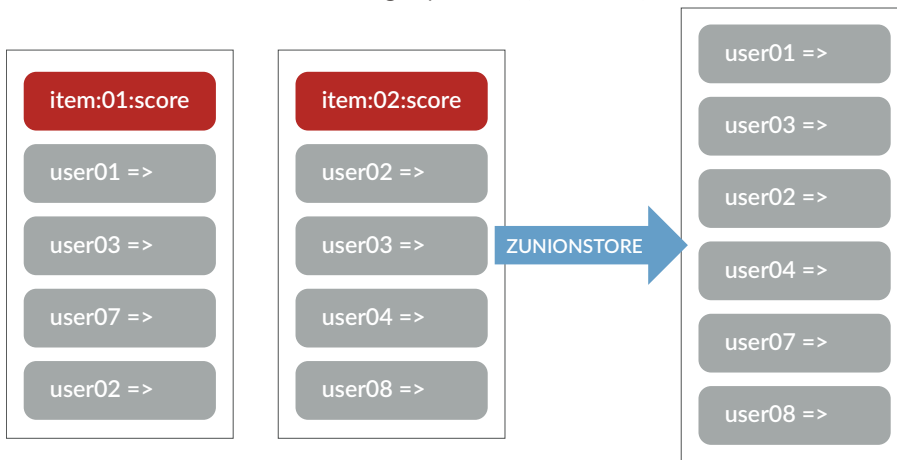 item:01:score
user01 =>
user03 =>
user07 =>
user02 =>
item:02:score
user02 =>
user03 =>
user04 =>
user08 =>
ZUNIONSTORE
user01 =>
user03 =>
user02 =>
user04 =>
user07 =>
user08 =>